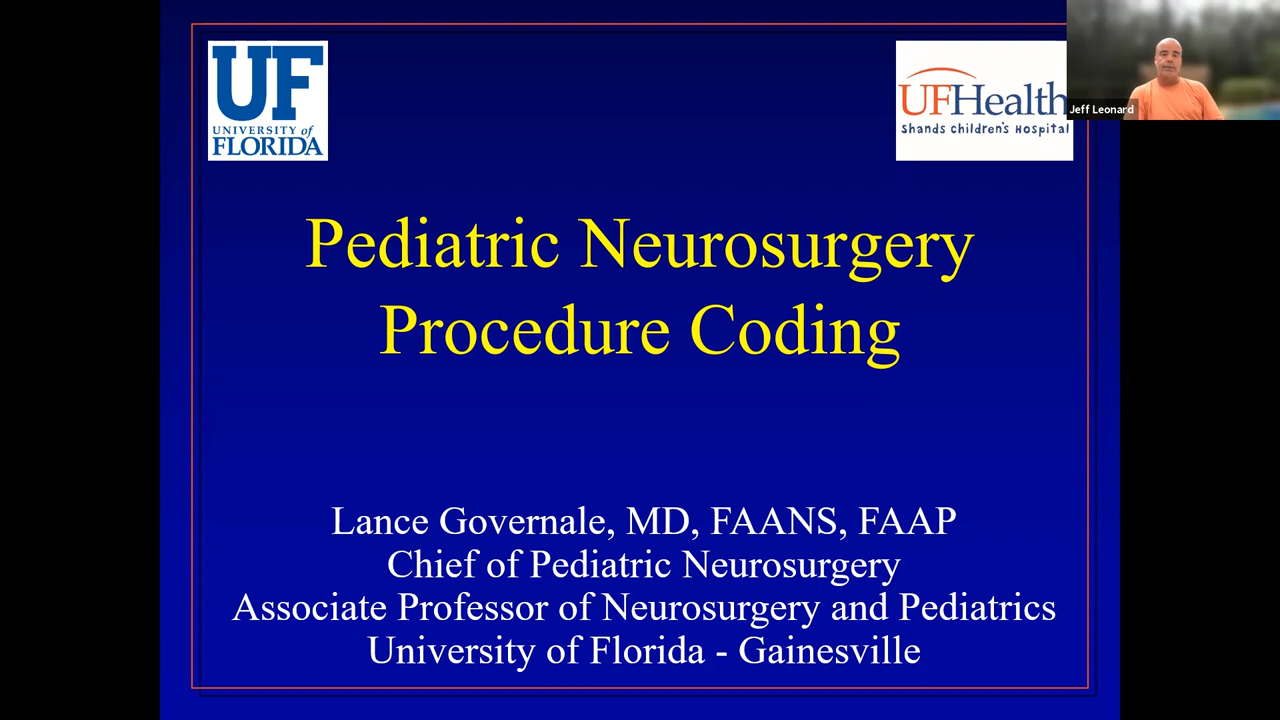 UF
UNIVERSITY of
FLORIDA
UFHealth
Shands Children's Hospital
Jeff Leonard
Pediatric Neurosurgery
Procedure Coding
Lance Governale, MD, FAANS, FAAP
Chief of Pediatric Neurosurgery
Associate Professor of Neurosurgery and Pediatrics
University of Florida - Gainesville